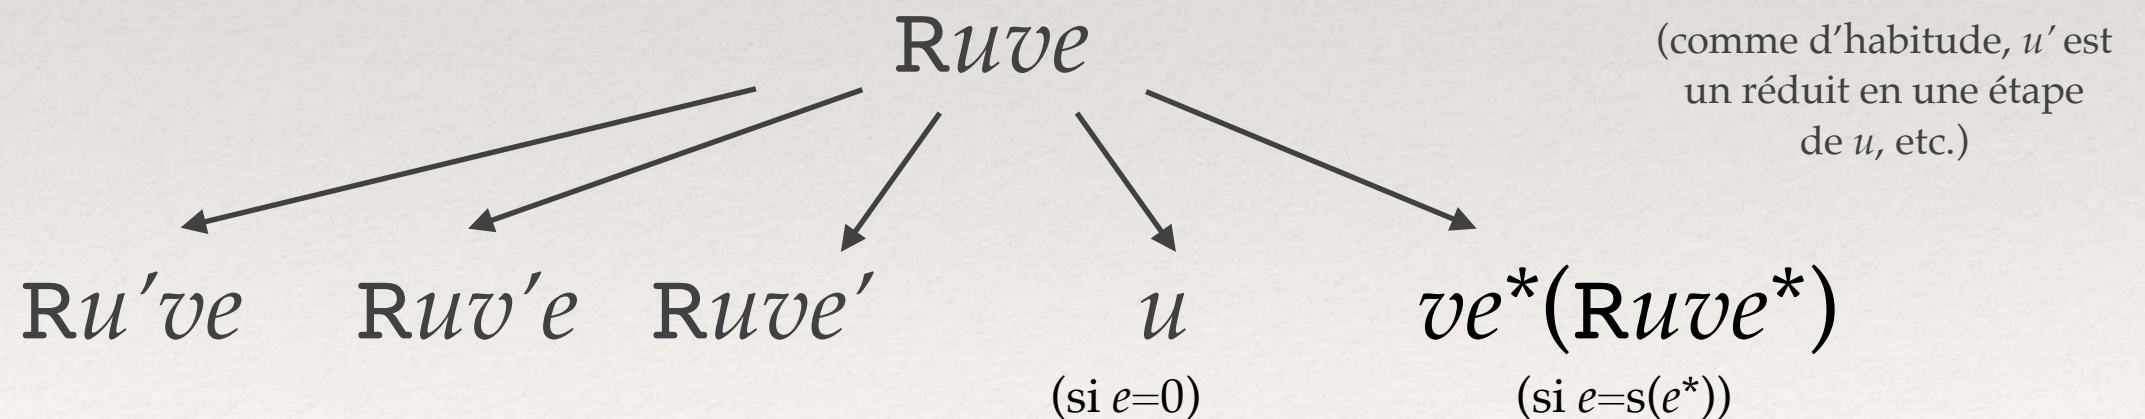 Ruve
(comme d'habitude, u' est
un réduit en une étape
de u, etc.)
Ru've Ruv'e Ruve' u ve*(Ruve*)
(si e=0) (si e=s(e*))